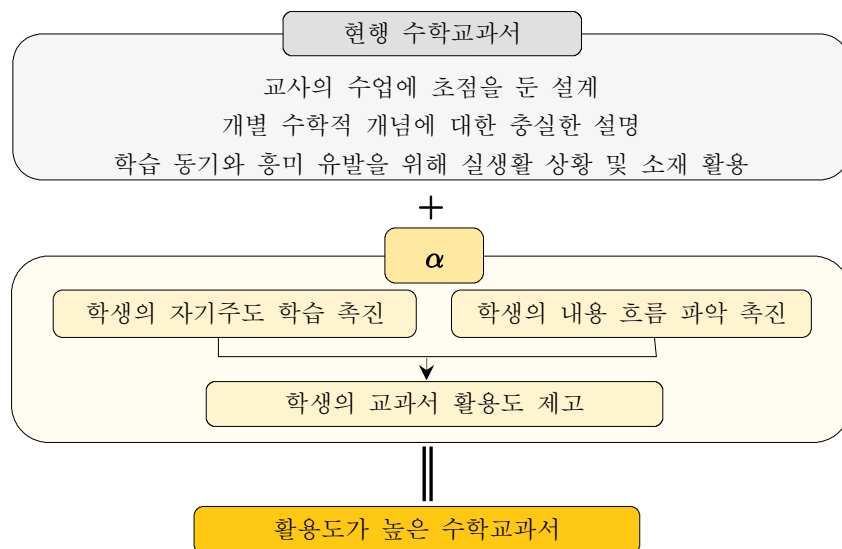 현행 수학교과서
교사의 수업에 초점을 둔 설계
개별 수학적 개념에 대한 충실한 설명
학습 동기와 흥미 유발을 위해 실생활 상황 및 소재 활용
+
α
학생의 자기주도 학습 촉진
학생의 내용 흐름 파악 촉진
학생의 교과서 활용도 제고
활용도가 높은 수학교과서